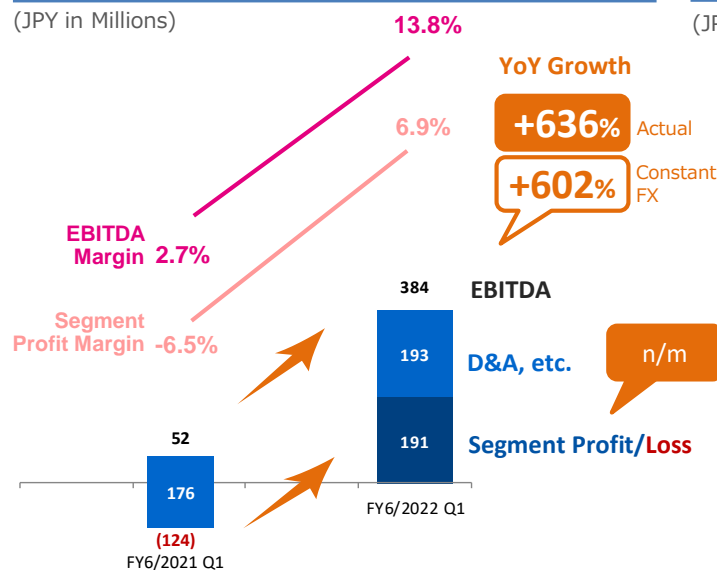 (JPY in Millions)
(JF
13.8%
YoY Growth
+636% Actual
6.9%
+602% Constant
FX
EBITDA
Margin 2.7%
Segment
Profit Margin -6.5%
384 EBITDA
193 D&A, etc.
n/m
191 Segment Profit/Loss
52
176
FY6/2022 Q1
(124)
FY6/2021 Q1